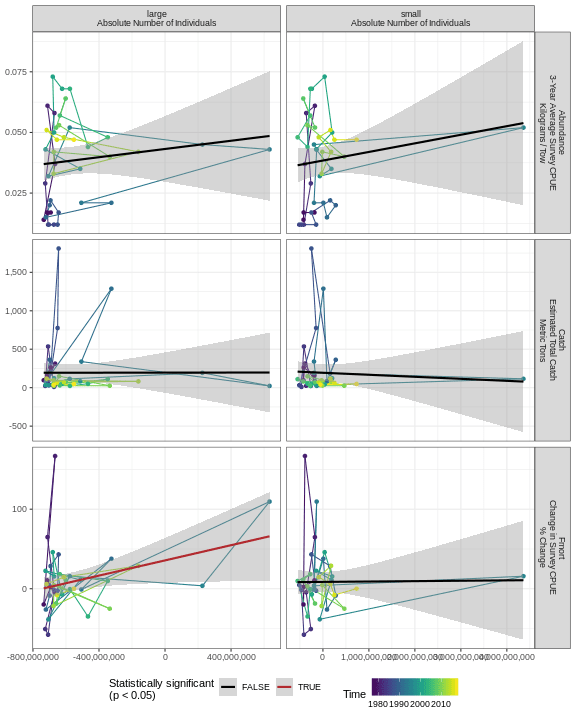 large
Absolute Number of Individuals
small
Absolute Number of Individuals
0.075
0.050
0.025
Abundance
3-Year Average Survey CPUE
Kilograms / Tow
1,500
1,000
500
0
-500
Catch
Estimated Total Catch
Metric Tons
100
0
Fmort
Change in Survey CPUE
% Change
-800,000,000
-400,000,000
0
400,000,000
0
1,000,000,000
2,000,000,000
3,000,000,000
4,000,000,000
Statistically significant
(p < 0.05)
FALSE
TRUE
Time
1980 1990 2000 2010